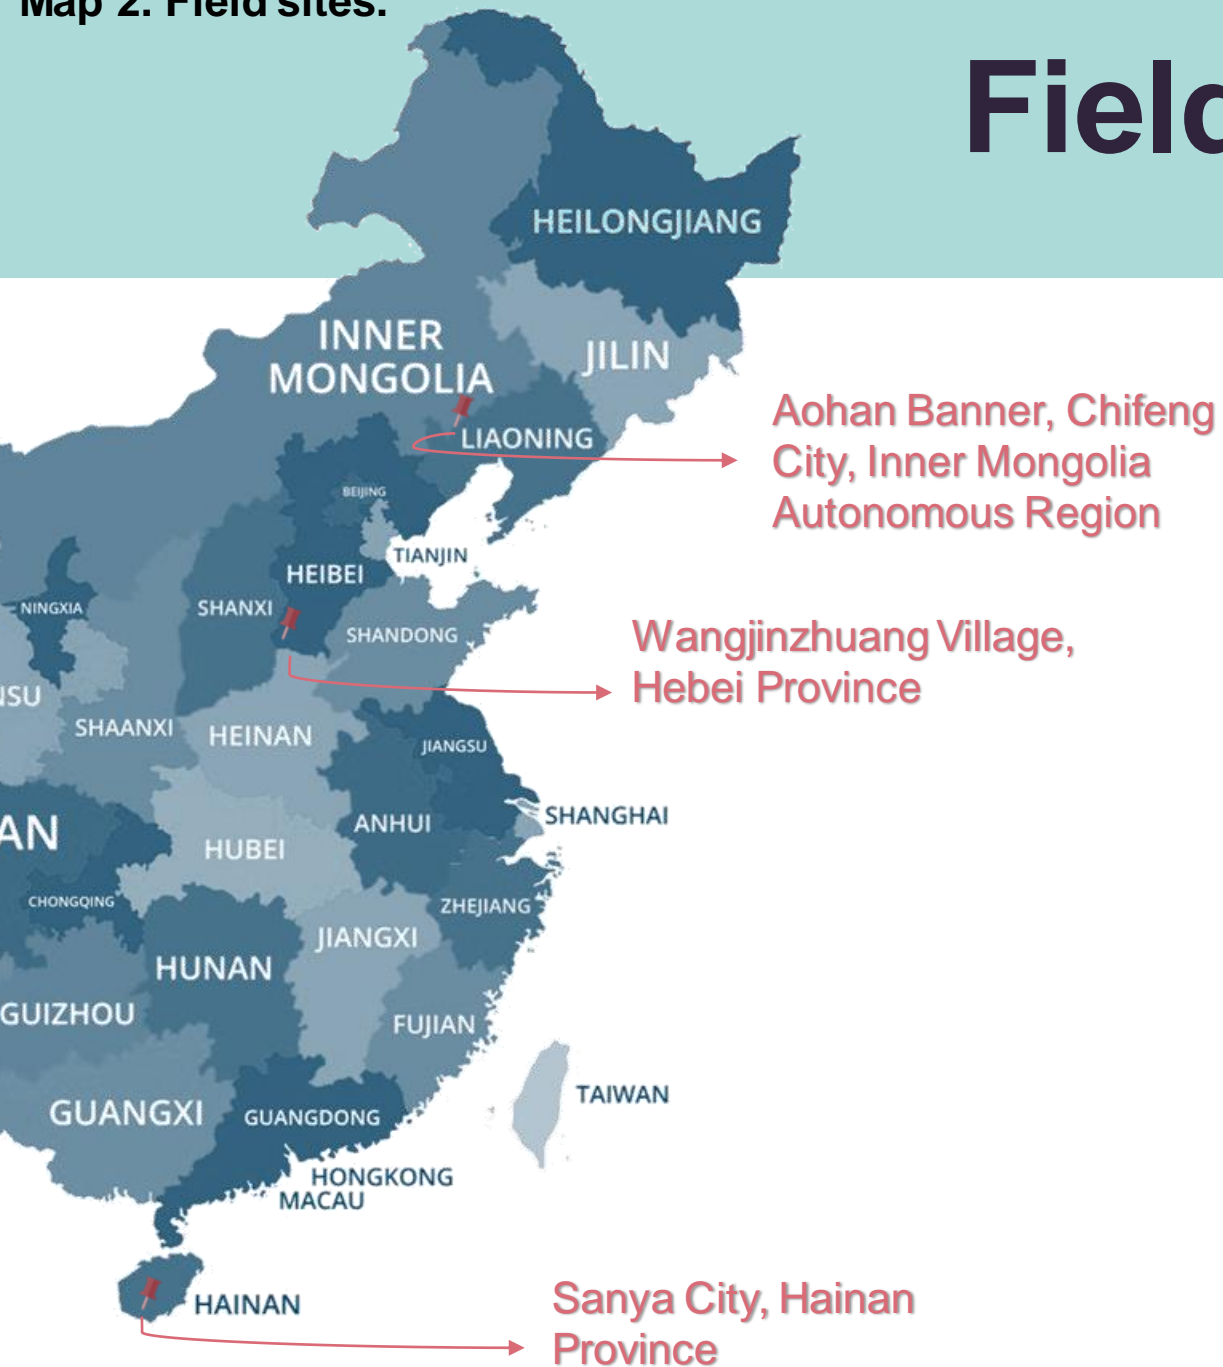 Map 2. Field sites.
Field
HEILONGJIANG
INNER
MONGOLIA
JILIN
Aohan Banner, Chifeng
City, Inner Mongolia
Autonomous Region
LIAONING
BEIJING
TIANJIN
HEIBEI
NINGXIA
SHANXI
SHANDONG
Wangjinzhuang Village,
Hebei Province
NSU
SHAANXI
HEINAN
JIANGSU
AN
ANHUI
SHANGHAI
HUBEI
CHONGQING
ZHEJIANG
JIANGXI
HUNAN
GUIZHOU
FUJIAN
TAIWAN
GUANGXI
GUANGDONG
HONGKONG
MACAU
HAINAN
Sanya City, Hainan
Province